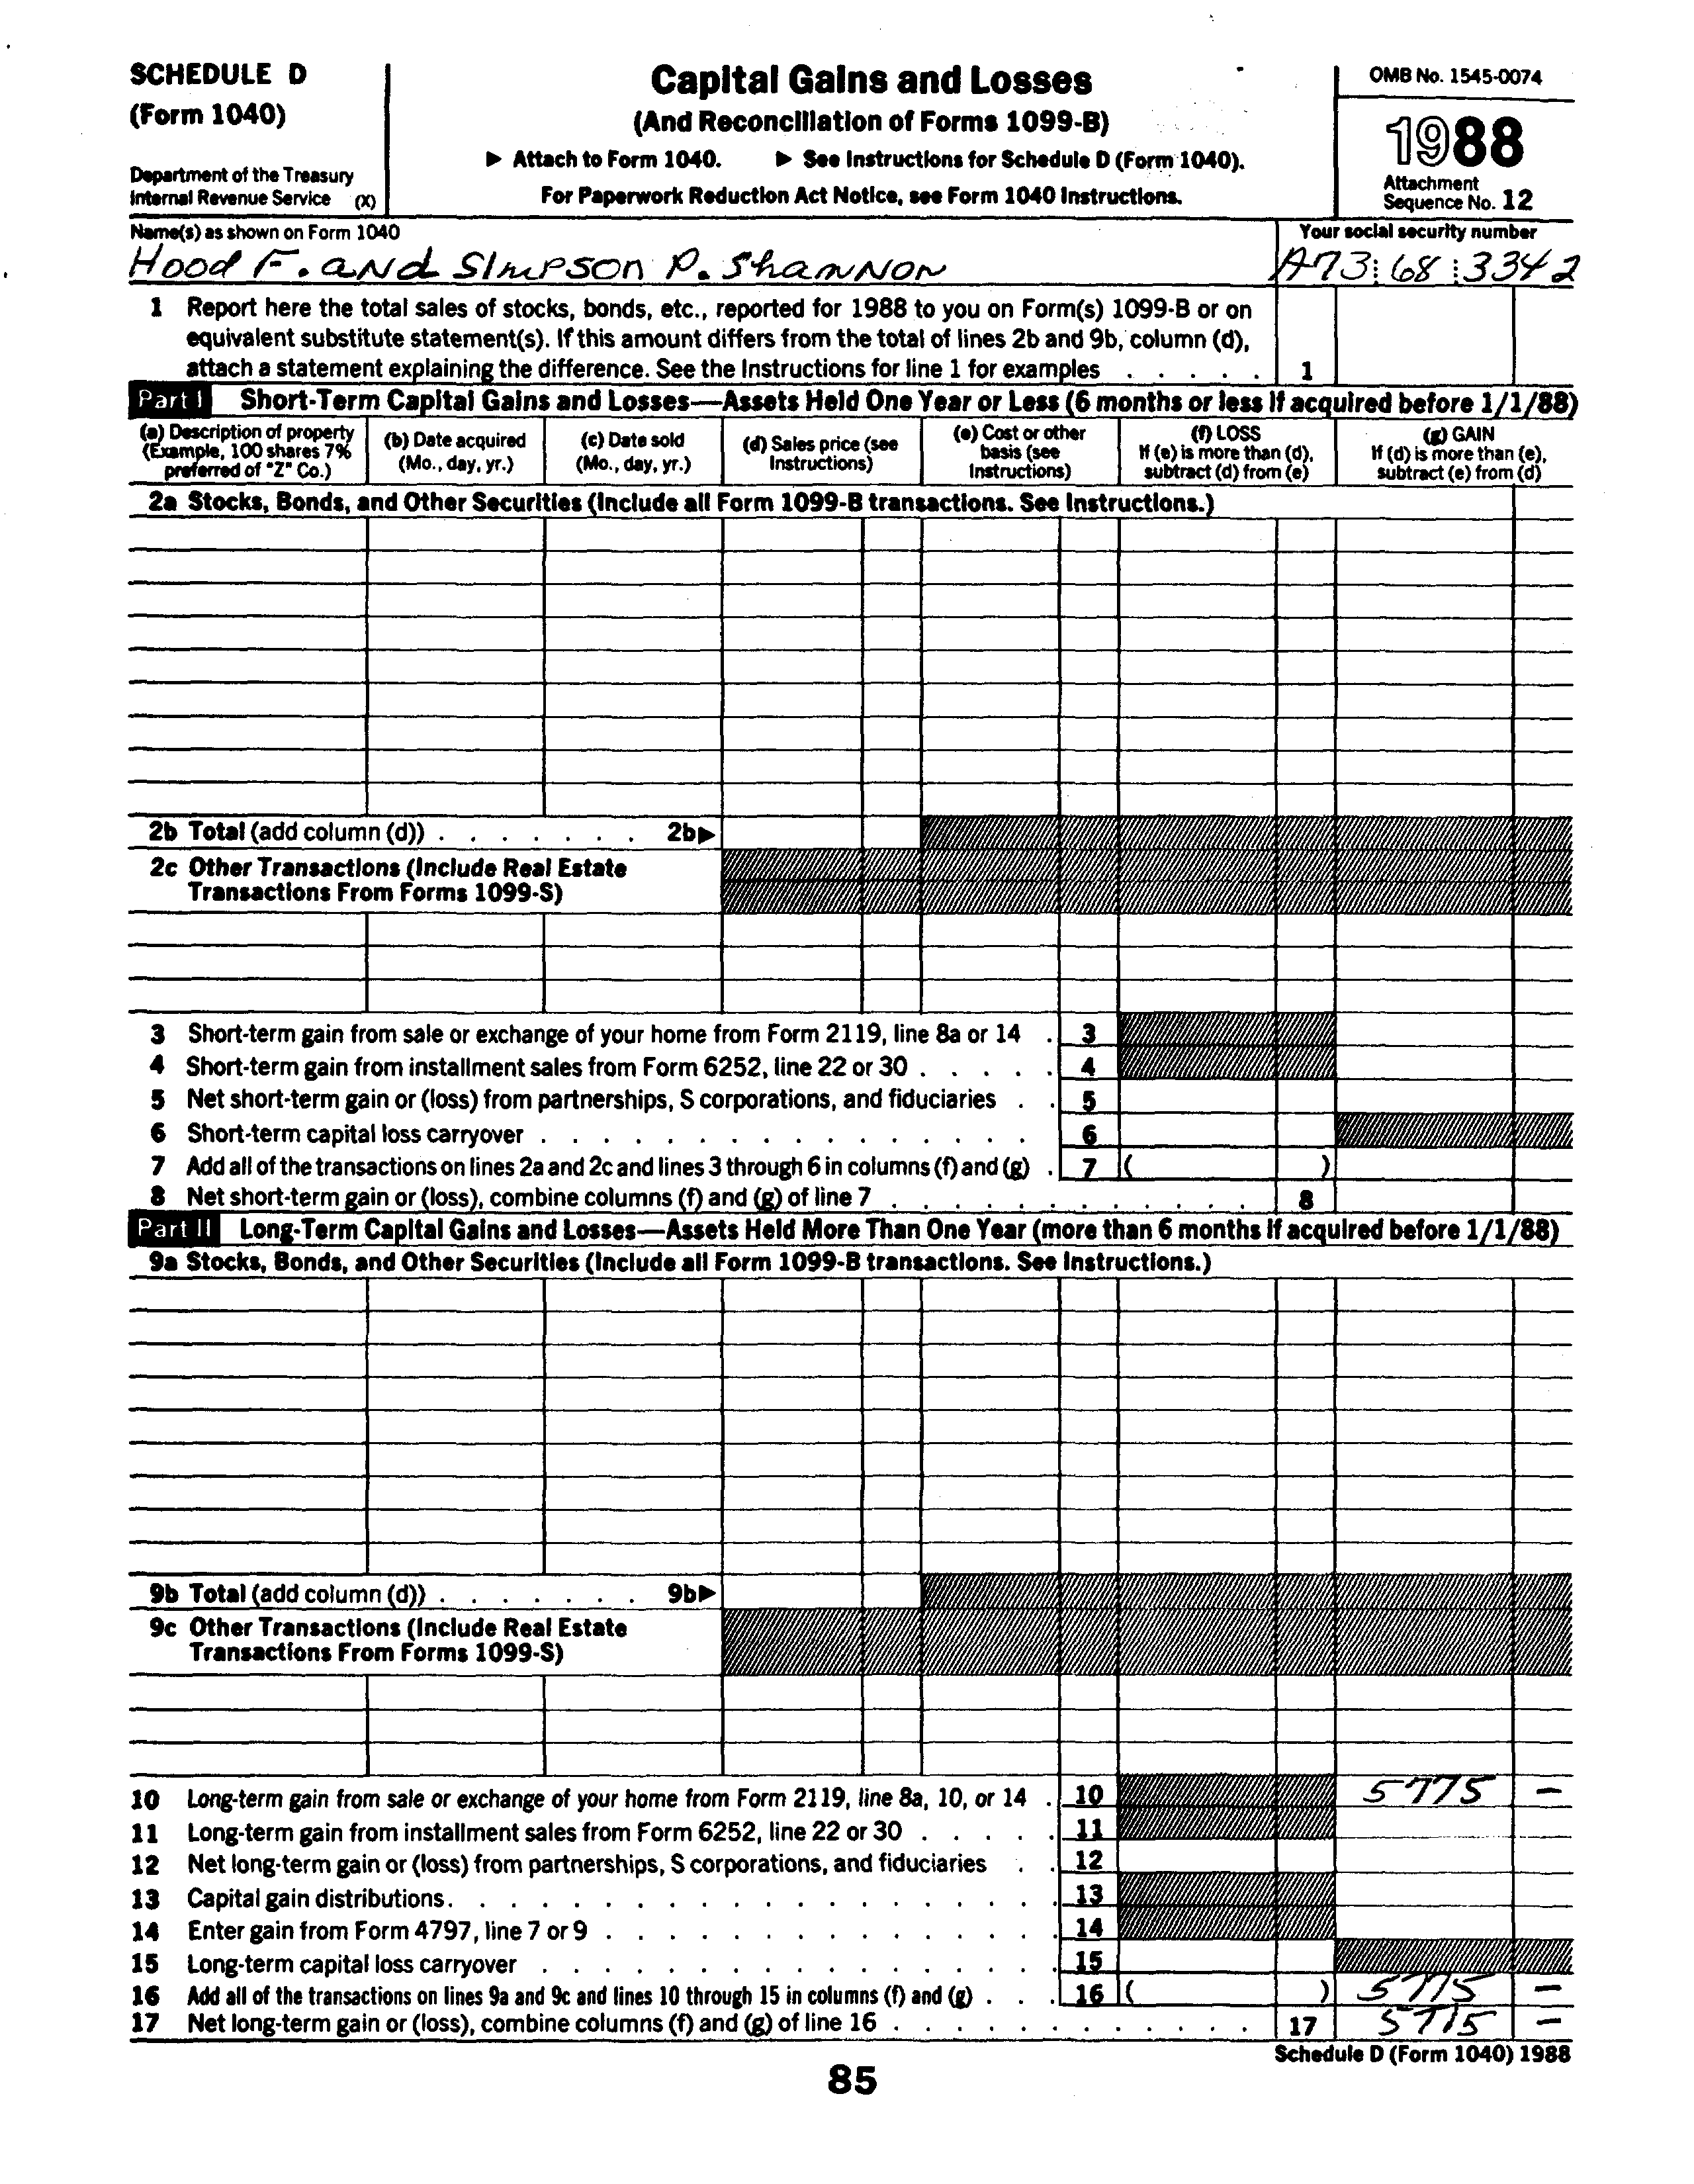 SCHEDULE D
(Form 1040)
Department of the Treasury
Internal Revenue Service (X)
Capital Gains and Losses
(And Reconciliation of Forms 1099-B)
▶ Attach to Form 1040. ▶ See Instructions for Schedule D (Form 1040).
For Paperwork Reduction Act Notice, see Form 1040 Instructions.
OMB No. 1545-0074
1988
Attachment
Sequence No. 12
Name(s) as shown on Form 1040
Hood F. and Simpson P. Shannon
Your social security number
A73 68 3342
1 Report here the total sales of stocks, bonds, etc., reported for 1988 to you on Form(s) 1099-B or on
equivalent substitute statement(s). If this amount differs from the total of lines 2b and 9b, column (d),
attach a statement explaining the difference. See the Instructions for line 1 for examples . . . . . 1
Part I Short-Term Capital Gains and Losses—Assets Held One Year or Less (6 months or less if acquired before 1/1/88)
(a) Description of property
(Example, 100 shares 7%
preferred of "Z" Co.)
(b) Date acquired
(Mo., day, yr.)
(c) Date sold
(Mo., day, yr.)
(d) Sales price (see
Instructions)
(e) Cost or other
basis (see
Instructions)
(f) LOSS
If (e) is more than (d),
subtract (d) from (e)
(g) GAIN
If (d) is more than (e),
subtract (e) from (d)
2a Stocks, Bonds, and Other Securities (Include all Form 1099-B transactions. See Instructions.)
2b Total (add column (d)) . . . . . . . 2b▶
2c Other Transactions (Include Real Estate
Transactions From Forms 1099-S)
3 Short-term gain from sale or exchange of your home from Form 2119, line 8a or 14 . 3
4 Short-term gain from installment sales from Form 6252, line 22 or 30 . . . . . 4
5 Net short-term gain or (loss) from partnerships, S corporations, and fiduciaries . . 5
6 Short-term capital loss carryover . . . . . . . . . . . . . . . . 6
7 Add all of the transactions on lines 2a and 2c and lines 3 through 6 in columns (f) and (g) . 7 ( )
8 Net short-term gain or (loss), combine columns (f) and (g) of line 7 . . . . . . . . . . . . . 8
Part II Long-Term Capital Gains and Losses—Assets Held More Than One Year (more than 6 months if acquired before 1/1/88)
9a Stocks, Bonds, and Other Securities (Include all Form 1099-B transactions. See Instructions.)
9b Total (add column (d)) . . . . . . . 9b▶
9c Other Transactions (Include Real Estate
Transactions From Forms 1099-S)
10 Long-term gain from sale or exchange of your home from Form 2119, line 8a, 10, or 14 . 10 5775 –
11 Long-term gain from installment sales from Form 6252, line 22 or 30 . . . . . 11
12 Net long-term gain or (loss) from partnerships, S corporations, and fiduciaries . . 12
13 Capital gain distributions . . . . . . . . . . . . . . . . . . . 13
14 Enter gain from Form 4797, line 7 or 9 . . . . . . . . . . . . . . 14
15 Long-term capital loss carryover . . . . . . . . . . . . . . . . 15
16 Add all of the transactions on lines 9a and 9c and lines 10 through 15 in columns (f) and (g) . . . 16 ( ) 5775 –
17 Net long-term gain or (loss), combine columns (f) and (g) of line 16 . . . . . . . . . . . . 17 5775 –
Schedule D (Form 1040) 1988
85